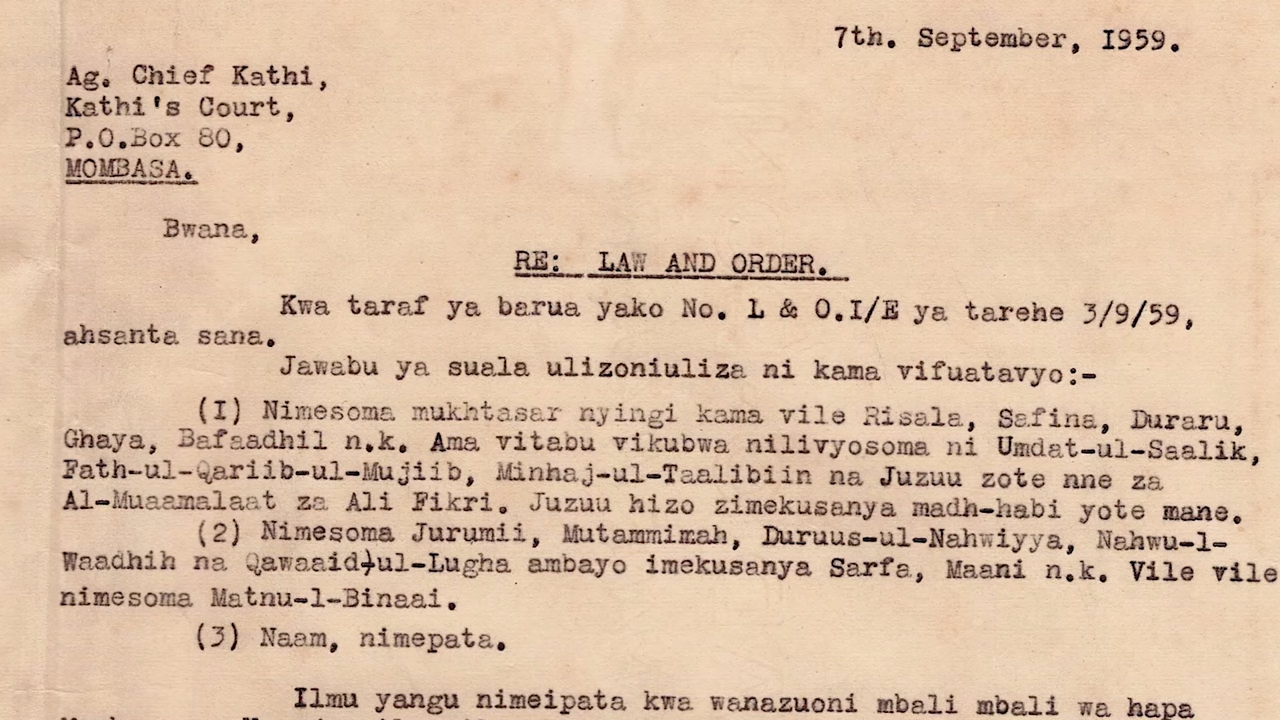 7th. September, 1959.
Ag. Chief Kathi,
Kathi's Court,
P.O.Box 80,
MOMBASA.
Bwana,
RE: LAW AND ORDER.
Kwa taraf ya barua yako No. L & O.I/E ya tarehe 3/9/59,
ahsanta sana.
Jawabu ya suala ulizoniuliza ni kama vifuatavyo:-
(I) Nimesoma mukhtasar nyingi kama vile Risala, Safina, Duraru,
Ghaya, Bafaadhil n.k. Ama vitabu vikubwa nilivyosoma ni Umdat-ul-Saalik,
Fath-ul-Qariib-ul-Mujiib, Minhaj-ul-Taalibiin na Juzuu zote nne za
Al-Muaamalaat za Ali Fikri. Juzuu hizo zimekusanya madh-habi yote mane.
(2) Nimesoma Jurumii, Mutammimah, Duruus-ul-Nahwiyya, Nahwu-l-
Waadhih na Qawaaid-ul-Lugha ambayo imekusanya Sarfa, Maani n.k. Vile vile
nimesoma Matnu-l-Binaai.
(3) Naam, nimepata.
Ilmu yangu nimeipata kwa wanazuoni mbali mbali wa hapa